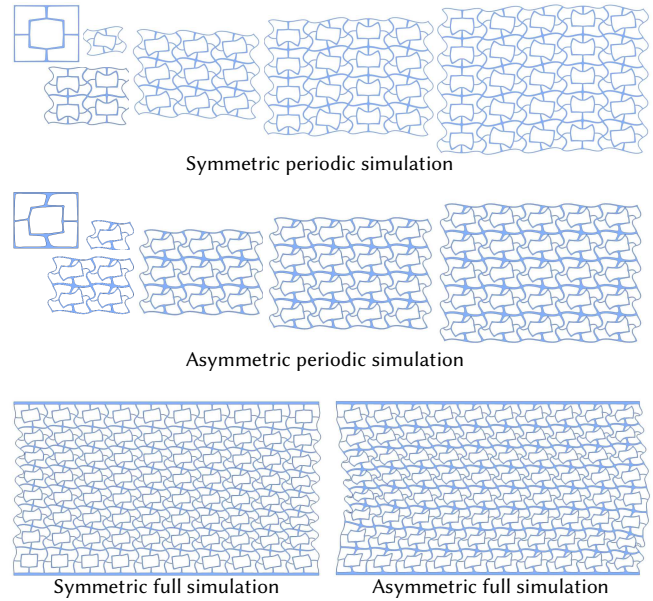 Symmetric periodic simulation
Asymmetric periodic simulation
Symmetric full simulation
Asymmetric full simulation